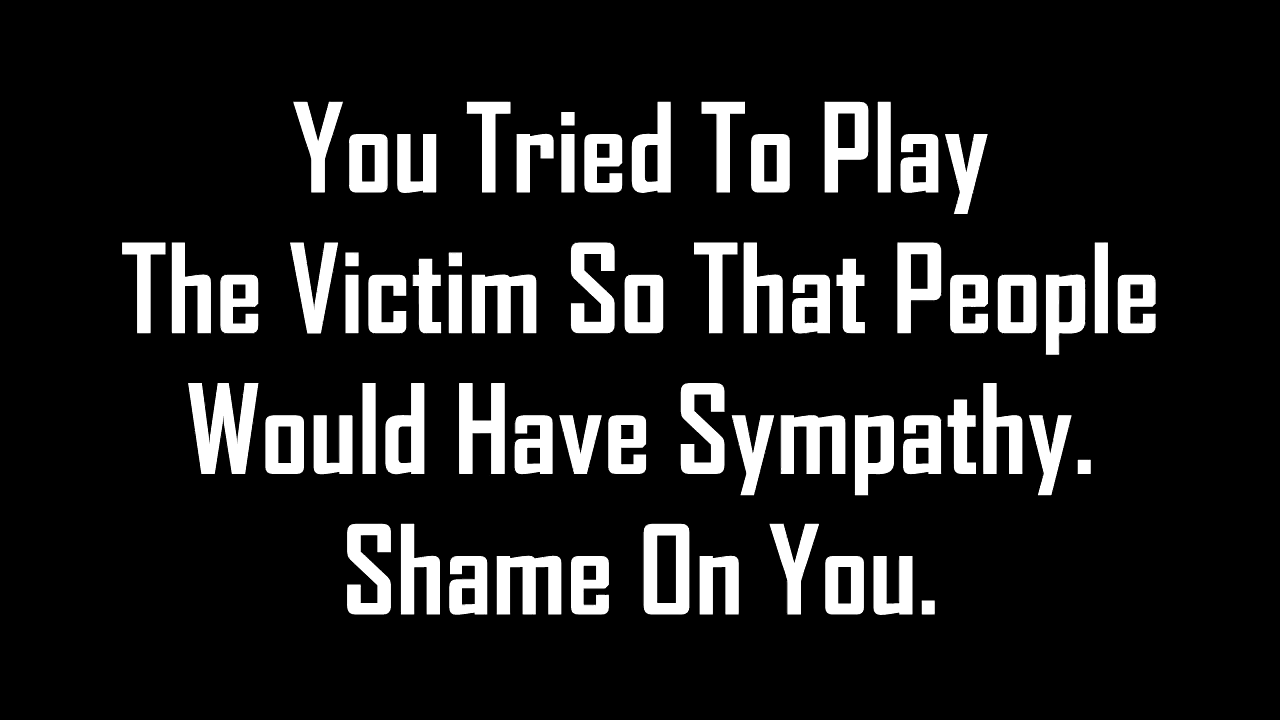 You Tried To Play
The Victim So That People
Would Have Sympathy.
Shame On You.